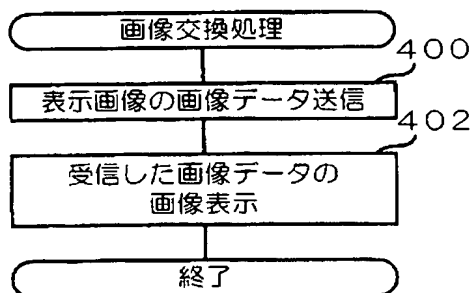 画像交換処理
400
表示画像の画像データ送信
402
受信した画像データの
画像表示
終了